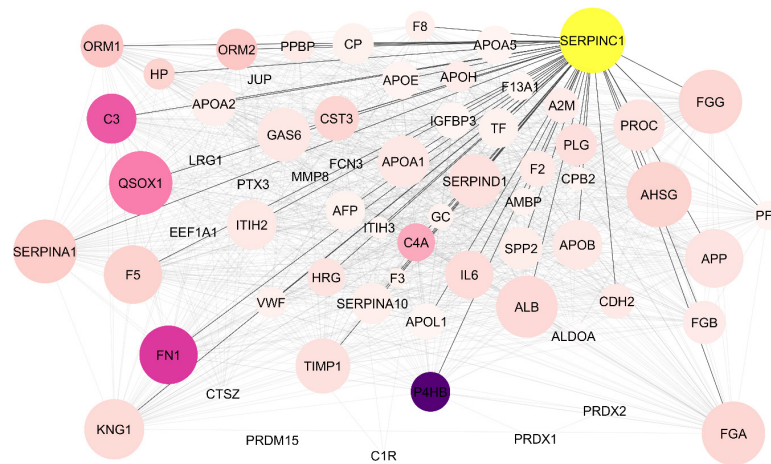 F8
SERPINC1
ORM1
ORM2
PPBP
CP
APOA5
HP
JUP
APOE
APOH
F13A1
APOA2
C3
CST3
IGFBP3
A2M
FGG
GAS6
TF
PROC
LRG1
FCN3
PLG
QSOX1
PTX3
MMP8
APOA1
SERPIND1
F2
CPB2
AHSG
AFP
GC
AMBP
PF
EEF1A1
ITIH2
ITIH3
C4A
SERPINA1
SPP2
APOB
APP
F5
HRG
F3
IL6
VWF
SERPINA10
ALB
CDH2
APOL1
FGB
ALDOA
FN1
TIMP1
CTSZ
P4HB
PRDX2
KNG1
PRDM15
PRDX1
FGA
C1R